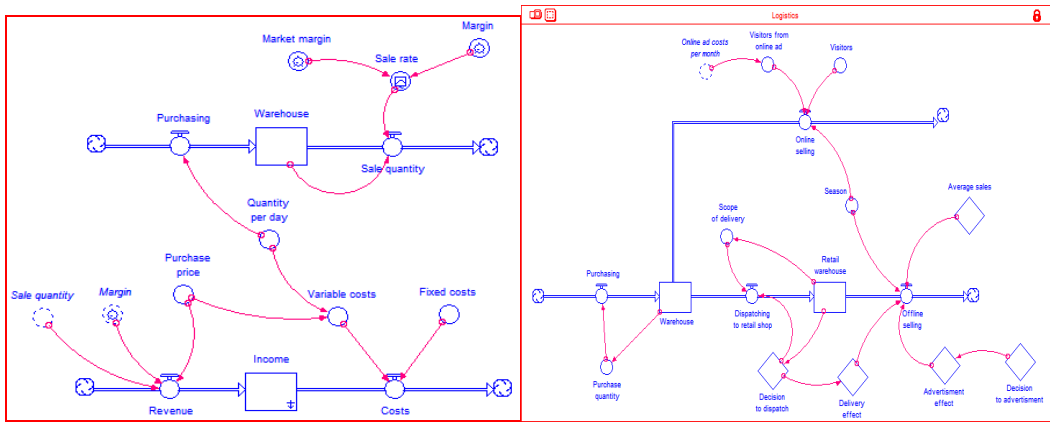 Market margin
Margin
Sale rate
Purchasing
Warehouse
Sale quantity
Quantity
per day
Purchase
price
Sale quantity
Margin
Variable costs
Fixed costs
Income
Revenue
Costs
Logistics
Online ad costs
per month
Visitors from
online ad
Visitors
Online
selling
Season
Average sales
Scope
of delivery
Retail
warehouse
Purchasing
Warehouse
Dispatching
to retail shop
Offline
selling
Purchase
quantity
Decision
to dispatch
Delivery
effect
Advertisment
effect
Decision
to advertisment